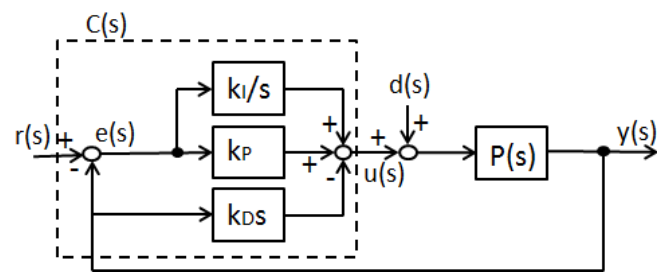 C(s)
kI/s
d(s)
r(s) + e(s) + + + y(s)
kP + P(s)
- - u(s)
kDs